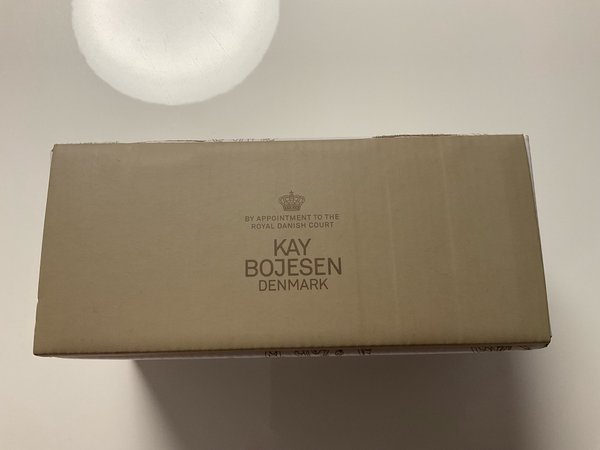 BY APPOINTMENT TO THE
ROYAL DANISH COURT
KAY
BOJESEN
DENMARK